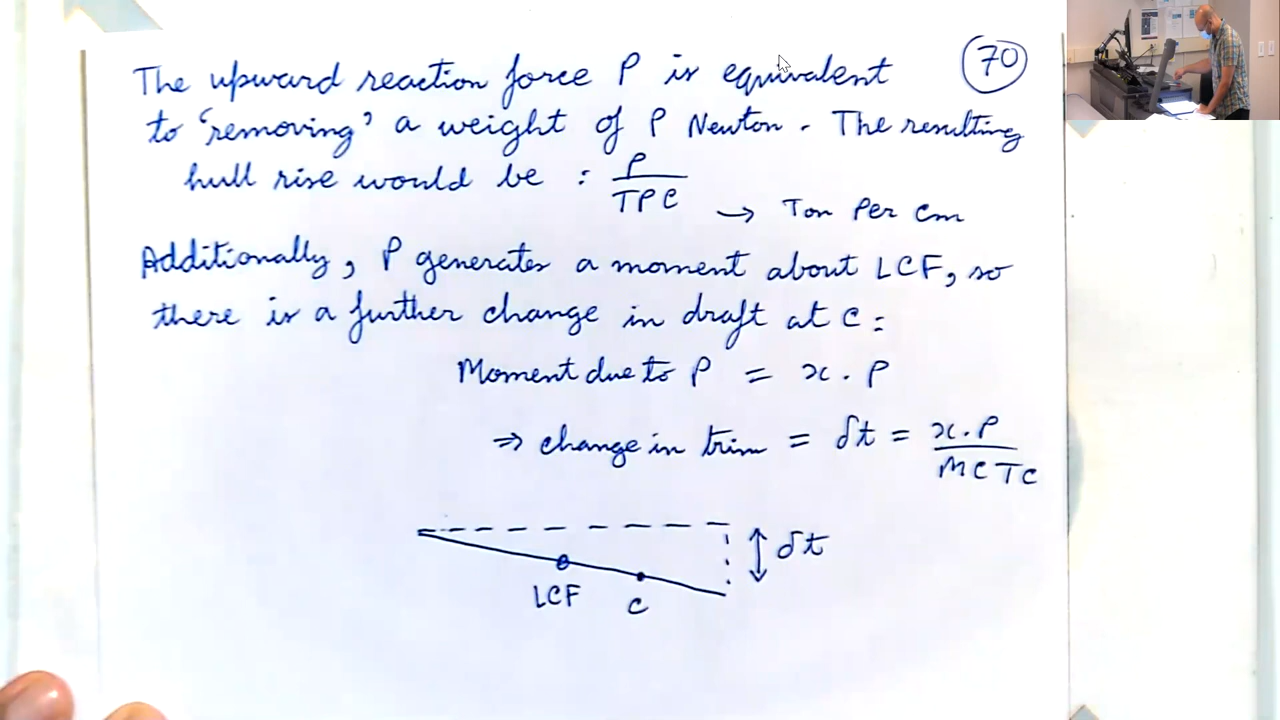 70
The upward reaction force P is equivalent
to 'removing' a weight of P Newton. The resulting
hull rise would be : P / TPC
→ Ton Per Cm
Additionally, P generates a moment about LCF, so
there is a further change in draft at C :
Moment due to P = x . P
⇒ change in trim = δt = x.P / MCTC
δt
LCF C